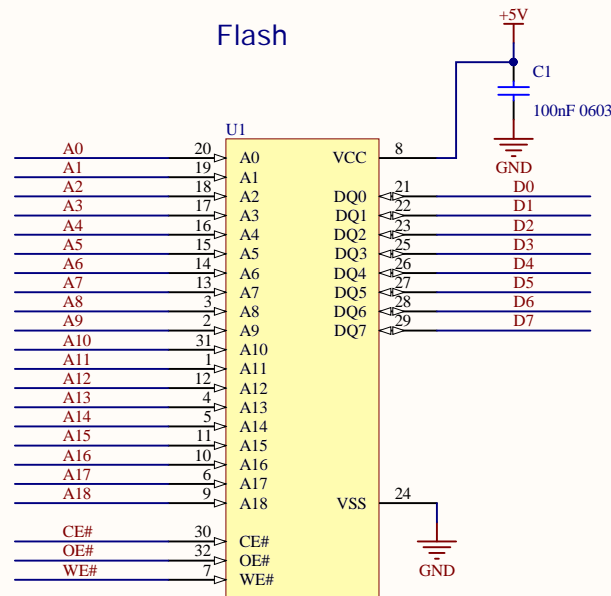 Flash
+5V
C1
100nF 0603
GND
U1
A0 20 A0 VCC 8
A1 19 A1
A2 18 A2 DQ0 21 D0
A3 17 A3 DQ1 22 D1
A4 16 A4 DQ2 23 D2
A5 15 A5 DQ3 25 D3
A6 14 A6 DQ4 26 D4
A7 13 A7 DQ5 27 D5
A8 3 A8 DQ6 28 D6
A9 2 A9 DQ7 29 D7
A10 31 A10
A11 1 A11
A12 12 A12
A13 4 A13
A14 5 A14
A15 11 A15
A16 10 A16
A17 6 A17
A18 9 A18 VSS 24
CE# 30 CE#
OE# 32 OE#
WE# 7 WE#
GND